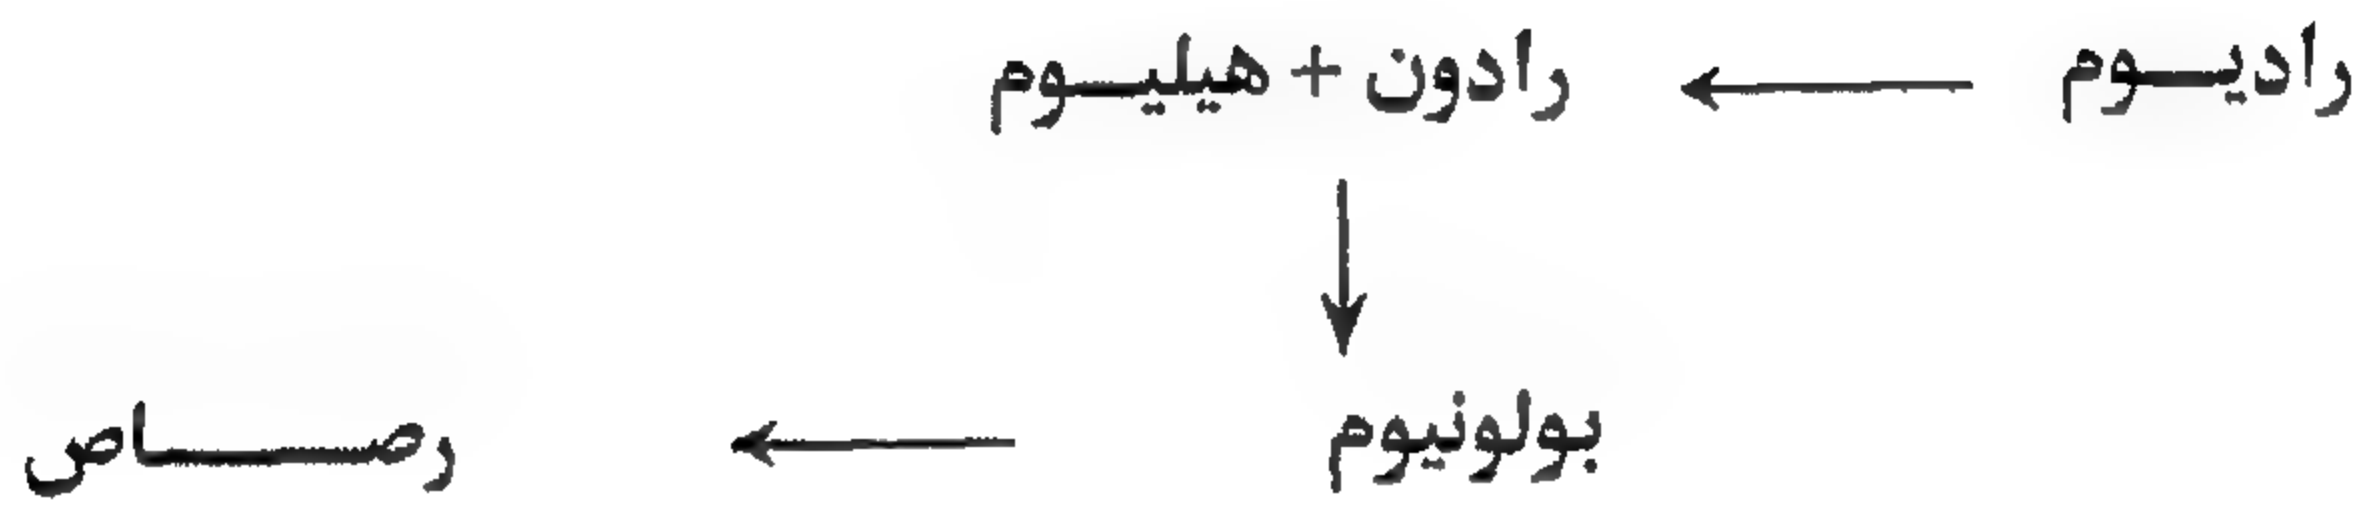 راديوم ← رادون + هيليوم
↓
بولونيوم ← رصاص